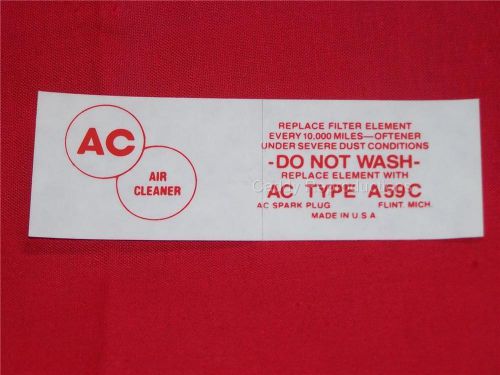 AC
AIR
CLEANER
REPLACE FILTER ELEMENT
EVERY 10,000 MILES—OFTENER
UNDER SEVERE DUST CONDITIONS
-DO NOT WASH-
REPLACE ELEMENT WITH
AC TYPE A59C
AC SPARK PLUG FLINT. MICH.
MADE IN U S A